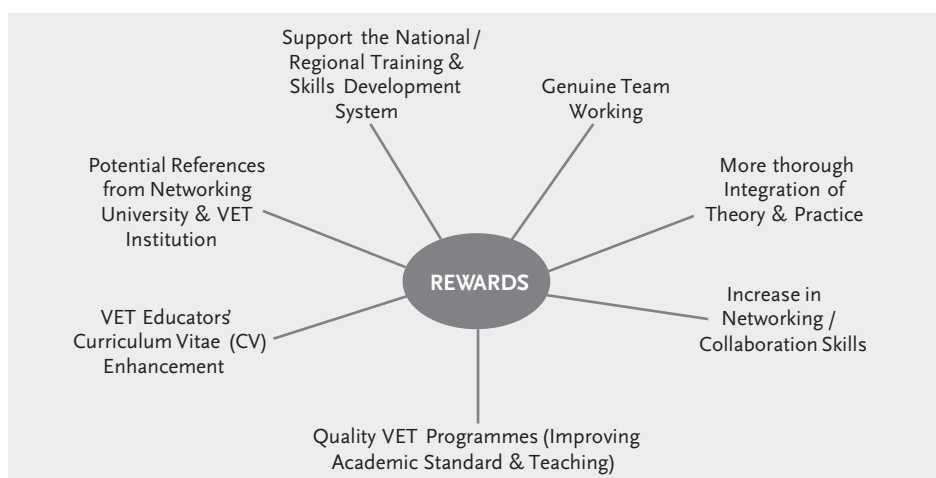 Support the National /
Regional Training &
Skills Development
System
Genuine Team
Working
Potential References
from Networking
University & VET
Institution
More thorough
Integration of
Theory & Practice
REWARDS
VET Educators'
Curriculum Vitae (CV)
Enhancement
Increase in
Networking /
Collaboration Skills
Quality VET Programmes (Improving
Academic Standard & Teaching)